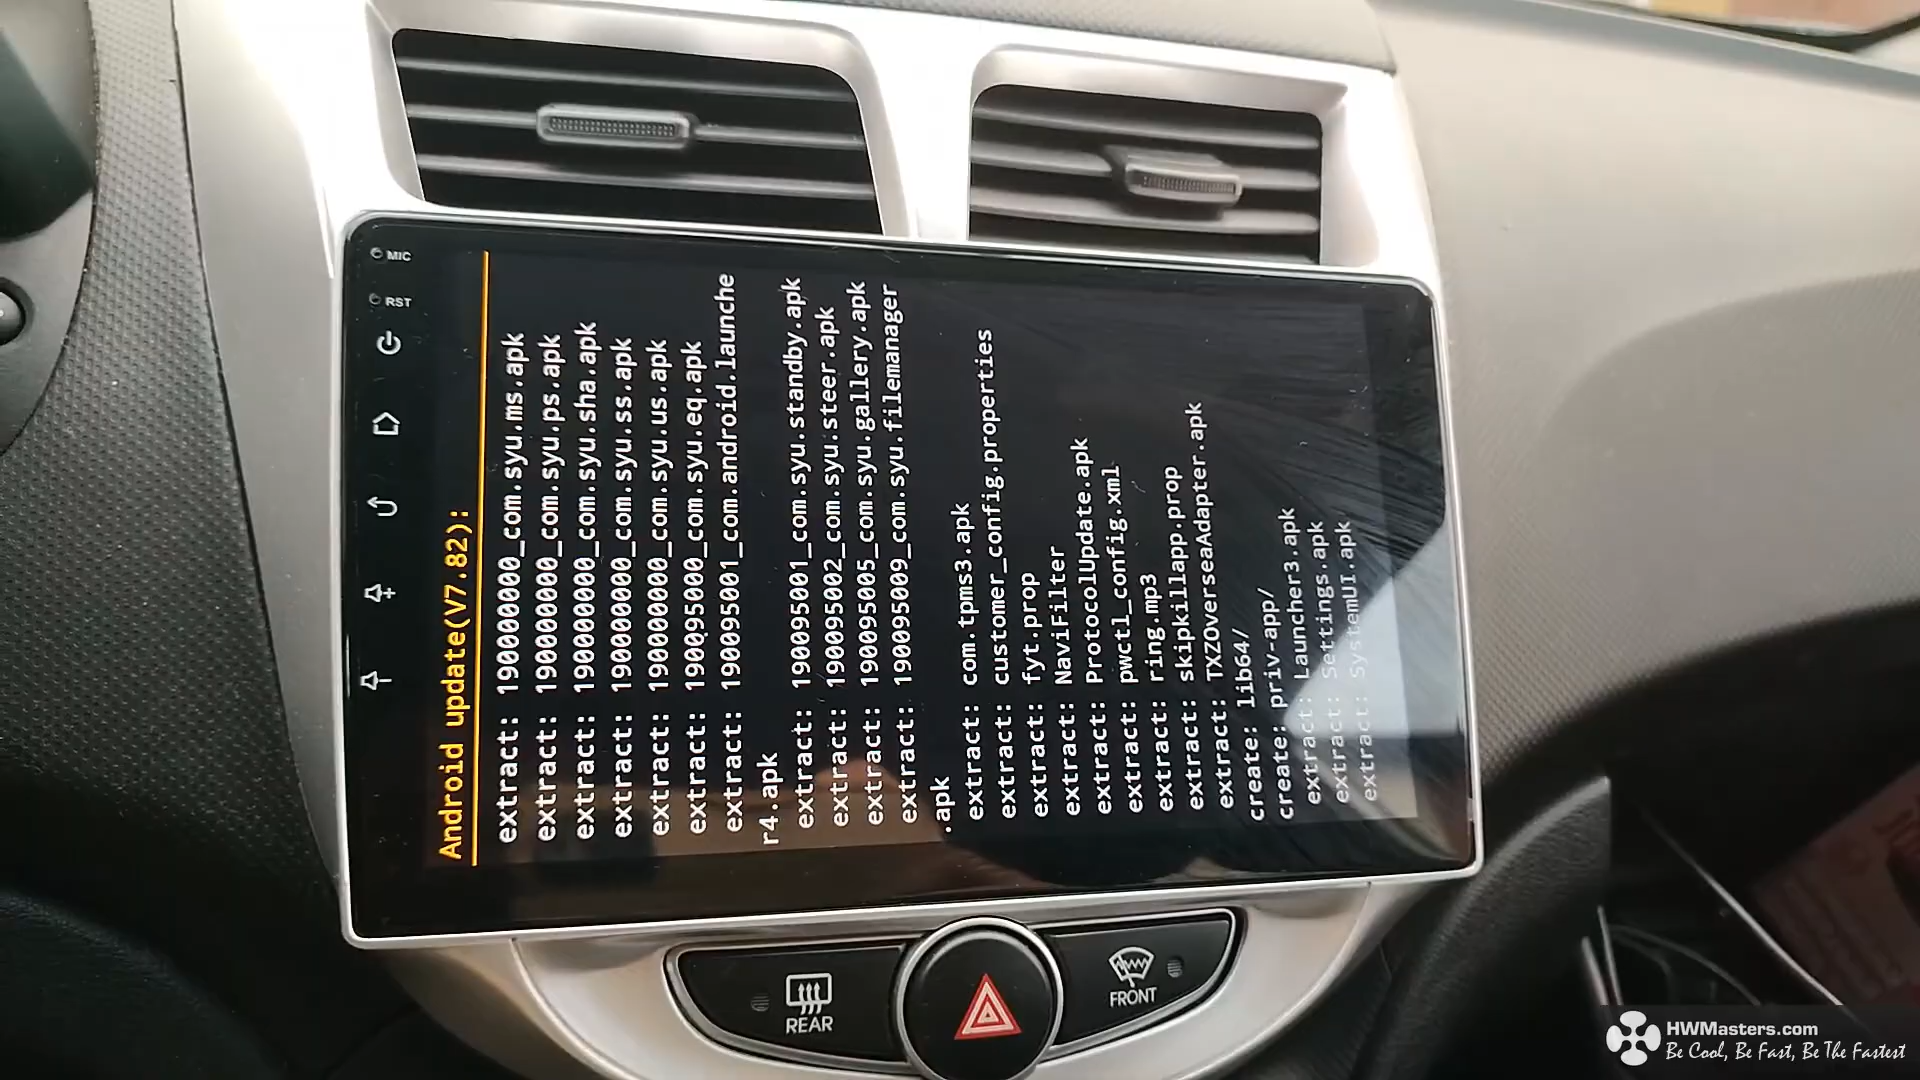 MIC
RST
Android update(V7.82):
extract: 190000000_com.syu.ms.apk
extract: 190000000_com.syu.ps.apk
extract: 190000000_com.syu.sha.apk
extract: 190000000_com.syu.ss.apk
extract: 190000000_com.syu.us.apk
extract: 190095000_com.syu.eq.apk
extract: 190095001_com.android.launche
r4.apk
extract: 190095001_com.syu.standby.apk
extract: 190095002_com.syu.steer.apk
extract: 190095005_com.syu.gallery.apk
extract: 190095009_com.syu.filemanager
.apk
extract: com.tpms3.apk
extract: customer_config.properties
extract: fyt.prop
extract: NaviFilter
extract: ProtocolUpdate.apk
extract: pwctl_config.xml
extract: ring.mp3
extract: skipkillapp.prop
extract: TXZOverseaAdapter.apk
create: lib64/
create: priv-app/
extract: Launcher3.apk
extract: Settings.apk
extract: SystemUI.apk
REAR
FRONT
HWMasters.com
Be Cool, Be Fast, Be The Fastest